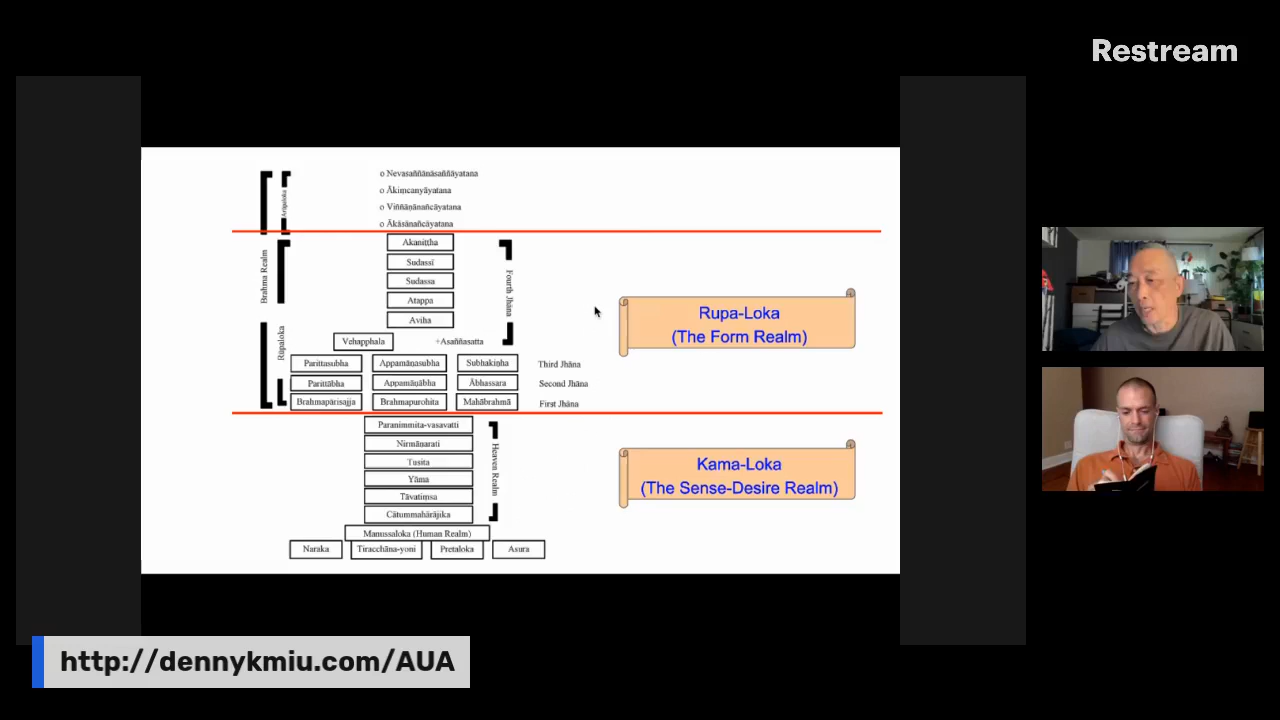 Restream
o Nevasaññānāsaññāyatana
o Ākiṃcanyāyatana
o Viññāṇānañcāyatana
o Ākāsānañcāyatana
Arūpaloka
Akaniṭṭha
Sudassī
Sudassa
Atappa
Aviha
Brahma Realm
Fourth Jhāna
Rūpaloka
Vehapphala
÷Asaññasatta
Parittasubha Appamāṇasubha Subhakiṇha Third Jhāna
Parittābha Appamāṇābha Ābhassara Second Jhāna
Brahmapārisajja Brahmapurohita Mahābrahmā First Jhāna
Rupa-Loka
(The Form Realm)
Paranimmita-vasavatti
Nirmānarati
Tusita
Yāma
Tāvatiṃsa
Cātummahārājika
Heaven Realm
Kama-Loka
(The Sense-Desire Realm)
Manussaloka (Human Realm)
Naraka Tiracchāna-yoni Pretaloka Asura
http://dennykmiu.com/AUA